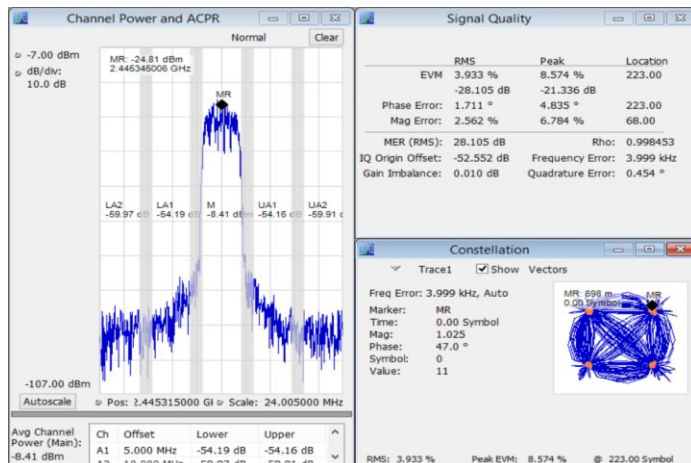 Channel Power and ACPR
Normal
Clear
-7.00 dBm
dB/div:
10.0 dB
MR: -24.81 dBm
2.445345006 GHz
MR
LA2
-59.97 dB
LA1
-54.19 dB
M
-8.41 dBm
UA1
-54.16 dB
UA2
-59.91 d
-107.00 dBm
Autoscale
Pos: 2.445315000 GH
Scale: 24.005000 MHz
Avg Channel
Power (Main):
-8.41 dBm
Ch Offset Lower Upper
A1 5.000 MHz -54.19 dB -54.16 dB
Signal Quality
RMS Peak Location
EVM 3.933 % 8.574 % 223.00
-28.105 dB -21.336 dB
Phase Error: 1.711 ° 4.835 ° 223.00
Mag Error: 2.562 % 6.784 % 68.00
MER (RMS): 28.105 dB Rho: 0.998453
IQ Origin Offset: -52.552 dB Frequency Error: 3.999 kHz
Gain Imbalance: 0.010 dB Quadrature Error: 0.454 °
Constellation
Trace1 Show Vectors
Freq Error: 3.999 kHz, Auto
Marker: MR
Time: 0.00 Symbol
Mag: 1.025
Phase: 47.0 °
Symbol: 0
Value: 11
MR: 698 m
0.00 Symbol
MR
RMS: 3.933 % Peak EVM: 8.574 % @ 223.00 Symbol